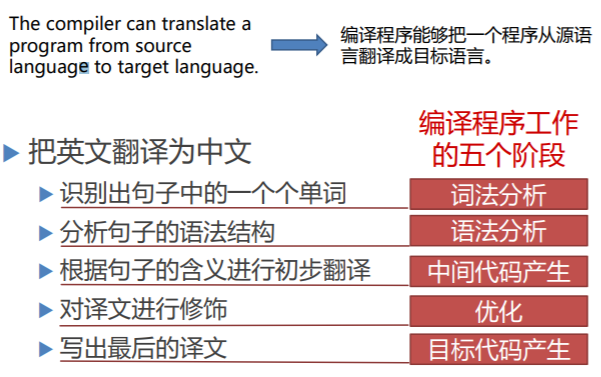 The compiler can translate a
program from source
language to target language.
编译程序能够把一个程序从源语
言翻译成目标语言。
编译程序工作
的五个阶段
把英文翻译为中文
识别出句子中的一个个单词
词法分析
分析句子的语法结构
语法分析
根据句子的含义进行初步翻译
中间代码产生
对译文进行修饰
优化
写出最后的译文
目标代码产生